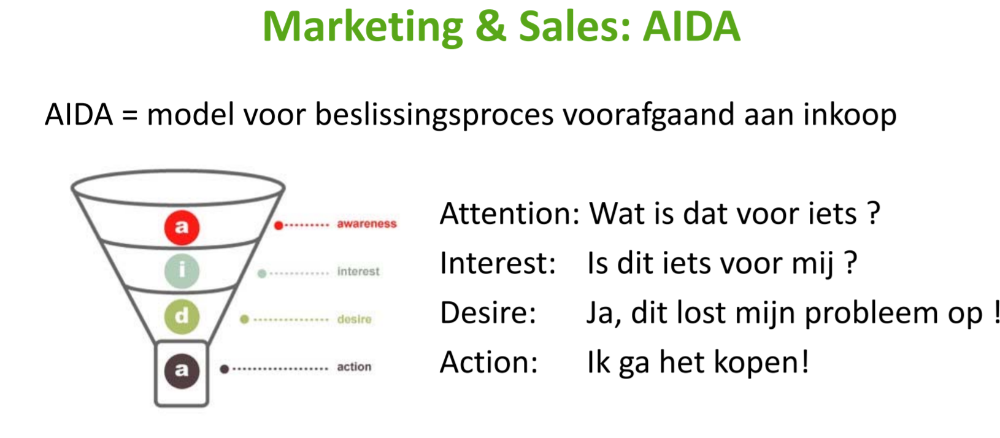 Marketing & Sales: AIDA
AIDA = model voor beslissingsproces voorafgaand aan inkoop
a
awareness
i
interest
d
desire
a
action
Attention: Wat is dat voor iets ?
Interest: Is dit iets voor mij ?
Desire: Ja, dit lost mijn probleem op !
Action: Ik ga het kopen!